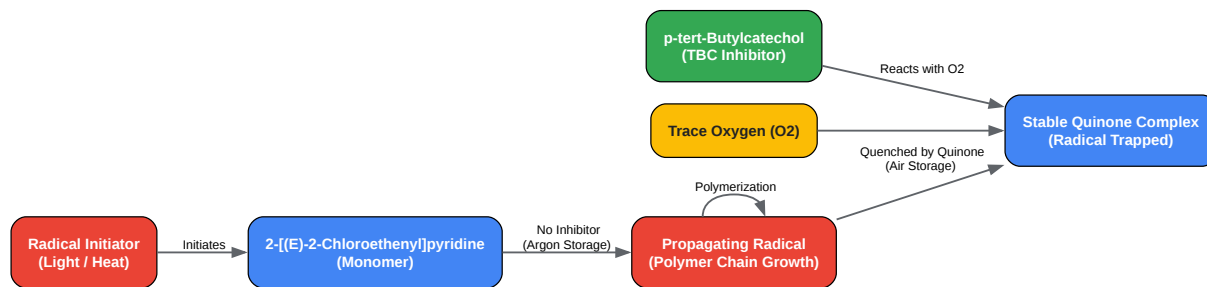 p-tert-Butylcatechol
(TBC Inhibitor)
Reacts with O2
Trace Oxygen (O2)
Stable Quinone Complex
(Radical Trapped)
Quenched by Quinone
(Air Storage)
Polymerization
Radical Initiator
(Light / Heat)
Initiates
2-[(E)-2-Chloroethenyl]pyridine
(Monomer)
No Inhibitor
(Argon Storage)
Propagating Radical
(Polymer Chain Growth)